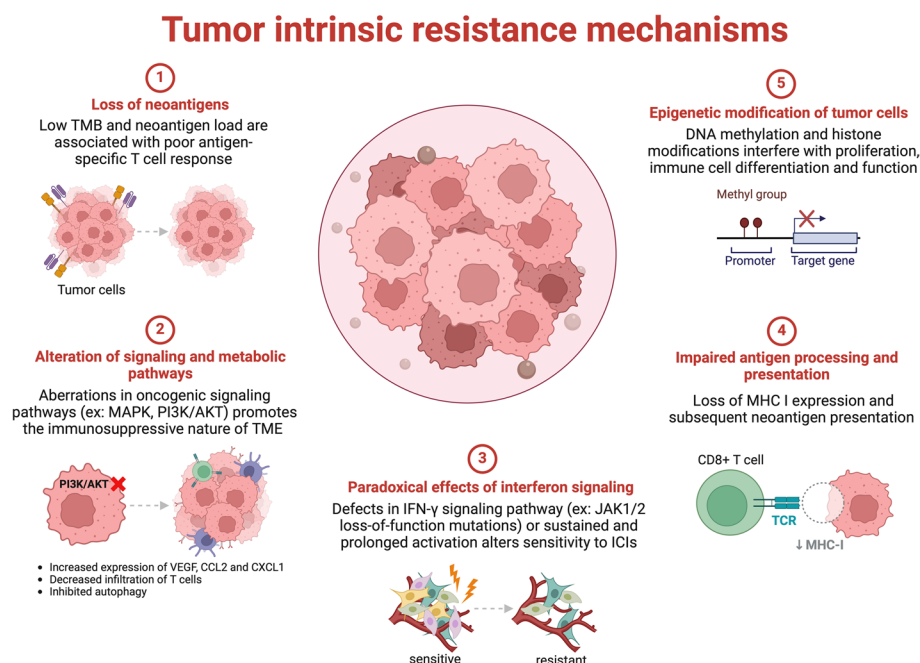 Tumor intrinsic resistance mechanisms
1
Loss of neoantigens
Low TMB and neoantigen load are
associated with poor antigen-
specific T cell response
Tumor cells
2
Alteration of signaling and metabolic
pathways
Aberrations in oncogenic signaling
pathways (ex: MAPK, PI3K/AKT) promotes
the immunosuppressive nature of TME
PI3K/AKT
• Increased expression of VEGF, CCL2 and CXCL1
• Decreased infiltration of T cells
• Inhibited autophagy
3
Paradoxical effects of interferon signaling
Defects in IFN-γ signaling pathway (ex: JAK1/2
loss-of-function mutations) or sustained and
prolonged activation alters sensitivity to ICIs
sensitive
resistant
5
Epigenetic modification of tumor cells
DNA methylation and histone
modifications interfere with proliferation,
immune cell differentiation and function
Methyl group
Promoter
Target gene
4
Impaired antigen processing and
presentation
Loss of MHC I expression and
subsequent neoantigen presentation
CD8+ T cell
TCR
↓ MHC-I